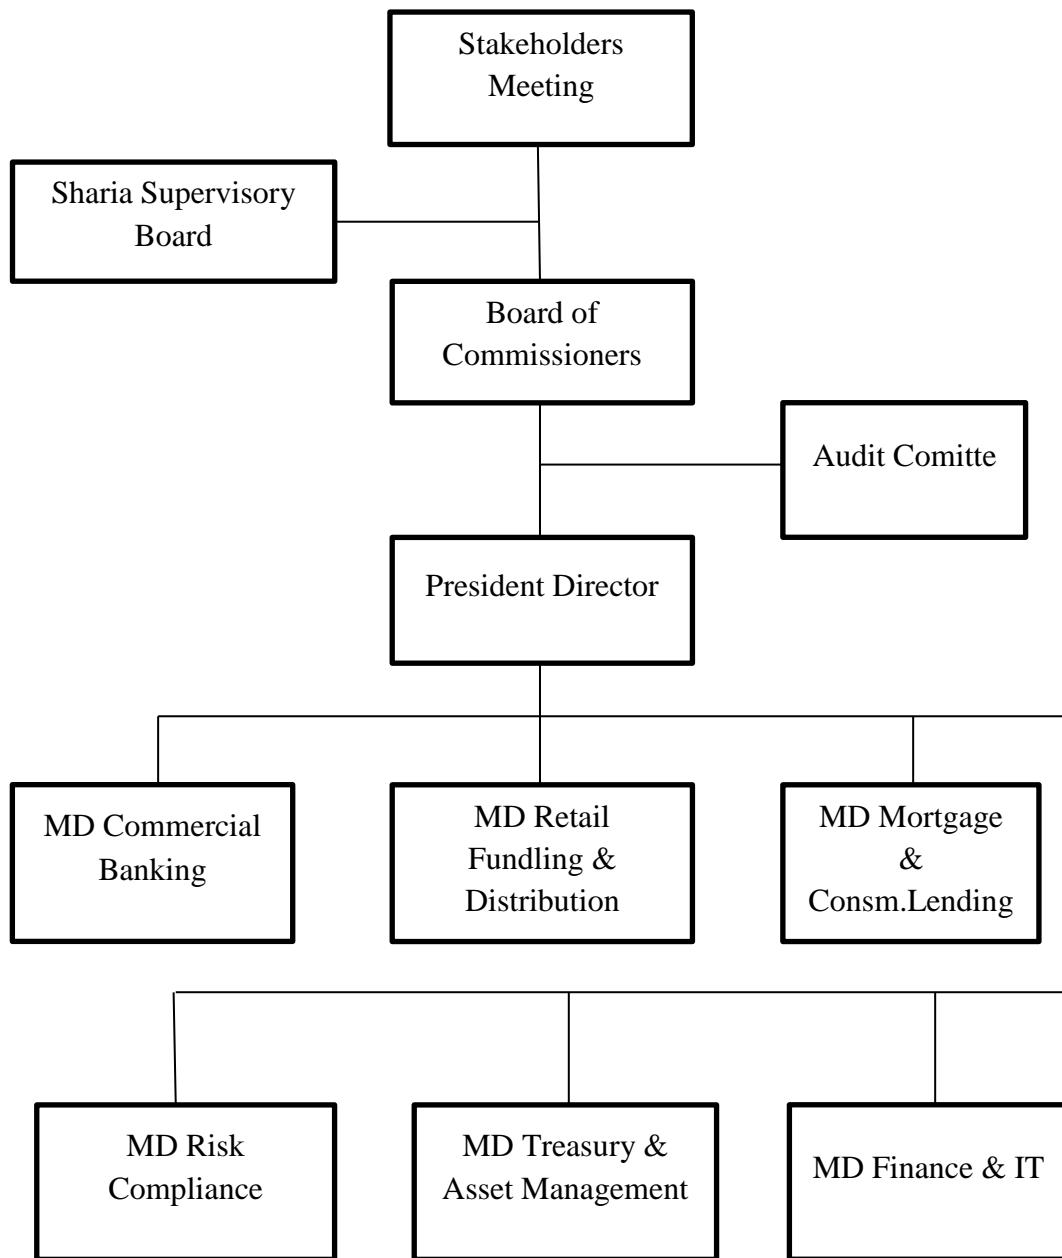 Stakeholders
Meeting
Sharia Supervisory
Board
Board of
Commissioners
Audit Comitte
President Director
MD Commercial
Banking
MD Retail
Fundling &
Distribution
MD Mortgage
&
Consm.Lending
MD Risk
Compliance
MD Treasury &
Asset Management
MD Finance & IT